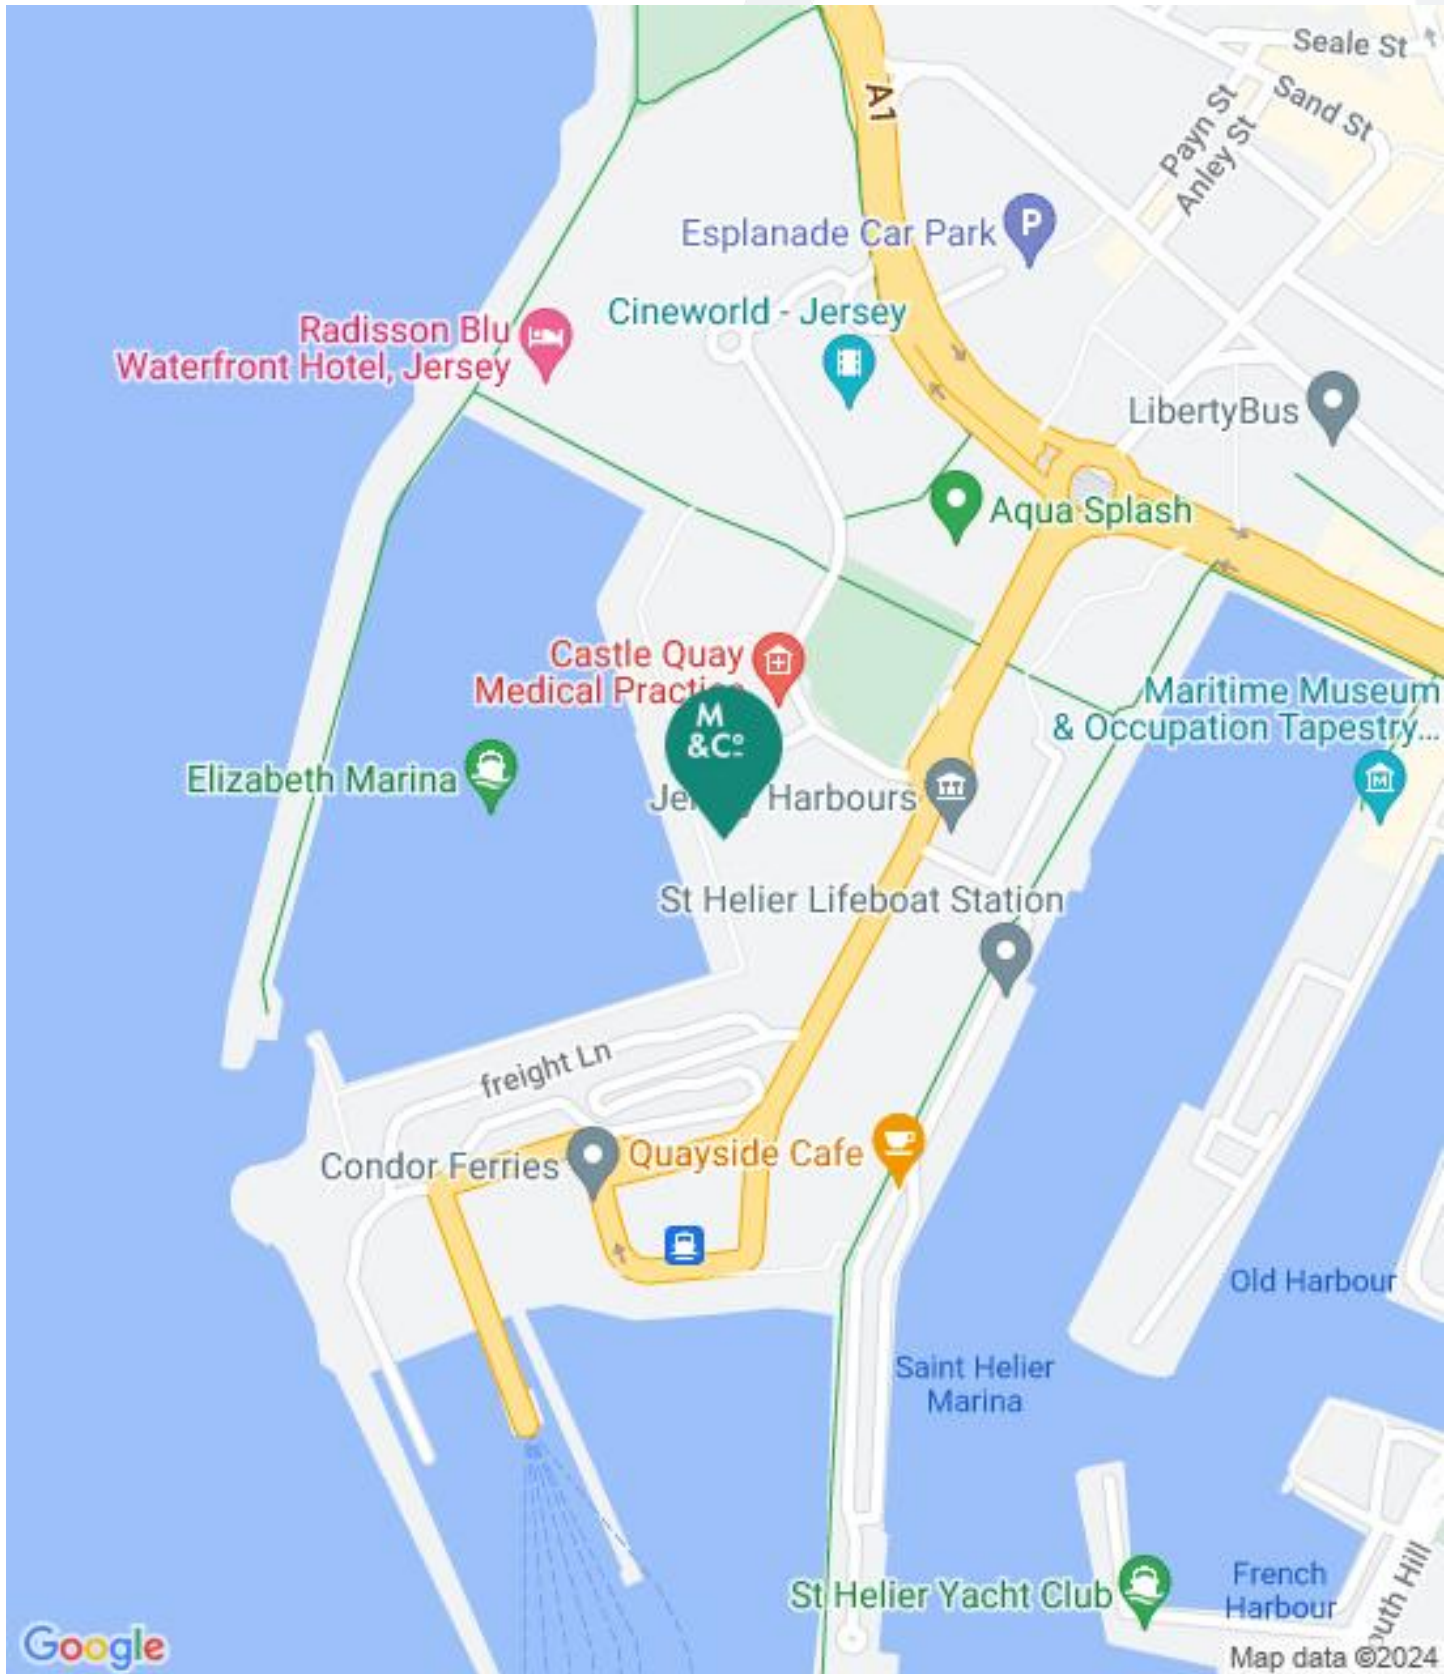 Seale St
Sand St
A1
Payn St
Anley St
Esplanade Car Park
P
Cineworld - Jersey
Radisson Blu
Waterfront Hotel, Jersey
LibertyBus
Aqua Splash
Castle Quay
Medical Practice
Maritime Museum
& Occupation Tapestry...
M
M
&Cº
Elizabeth Marina
Harbours
St Helier Lifeboat Station
freight Ln
Condor Ferries
Quayside Cafe
Old Harbour
Saint Helier
Marina
St Helier Yacht Club
French
Harbour
Google
Map data ©2024